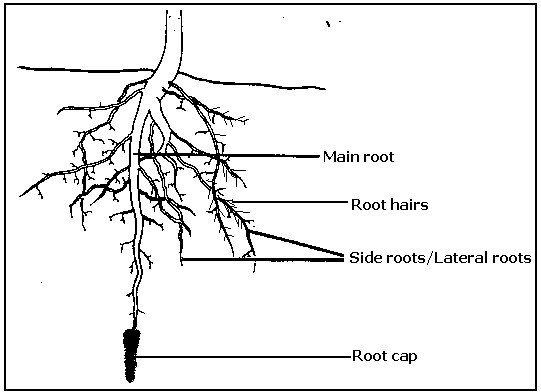 Main root
Root hairs
Side roots/Lateral roots
Root cap